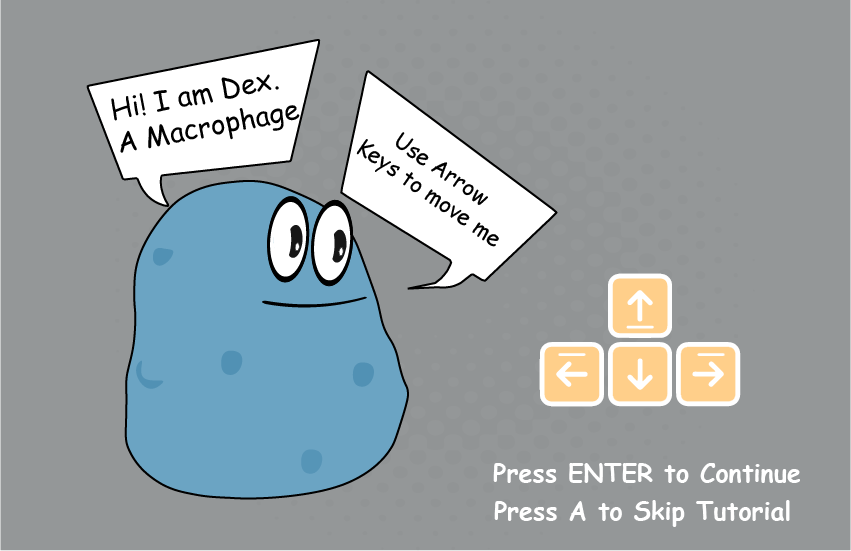 Hi! I am Dex.
A Macrophage
Use Arrow
Keys to move me
Press ENTER to Continue
Press A to Skip Tutorial